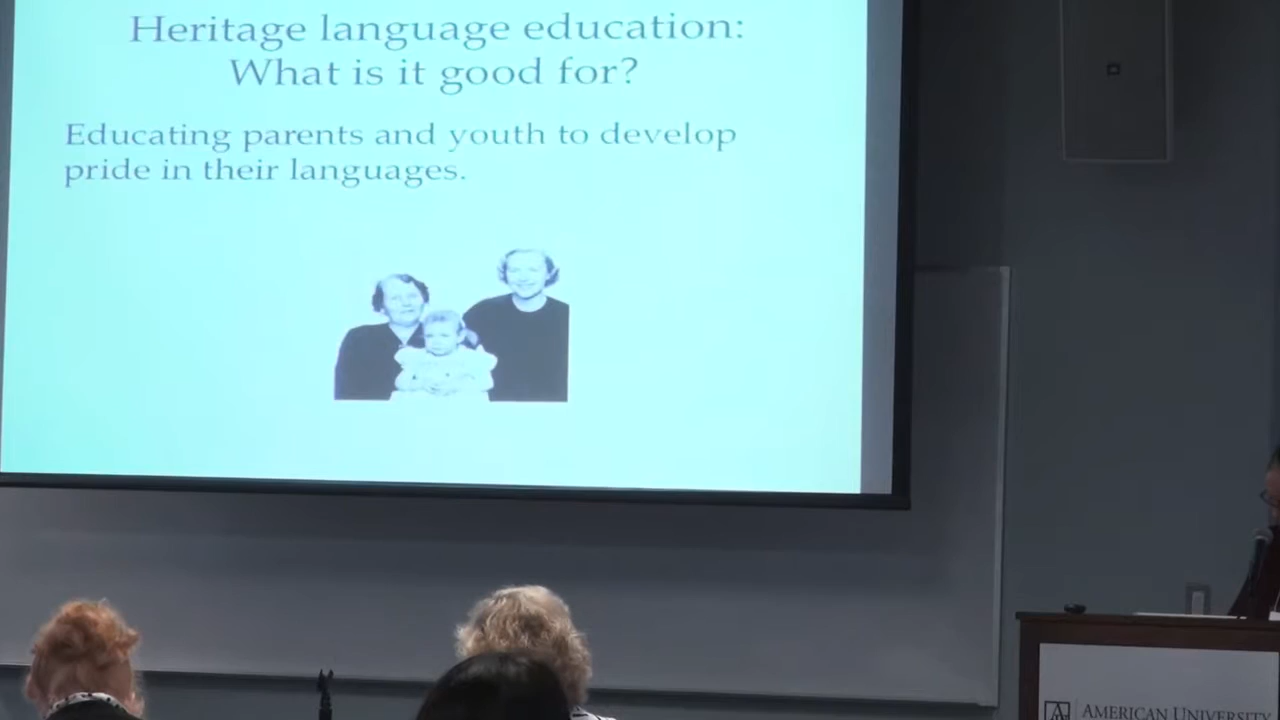 Heritage language education:
What is it good for?
Educating parents and youth to develop
pride in their languages.
AMERICAN UNIVERSITY